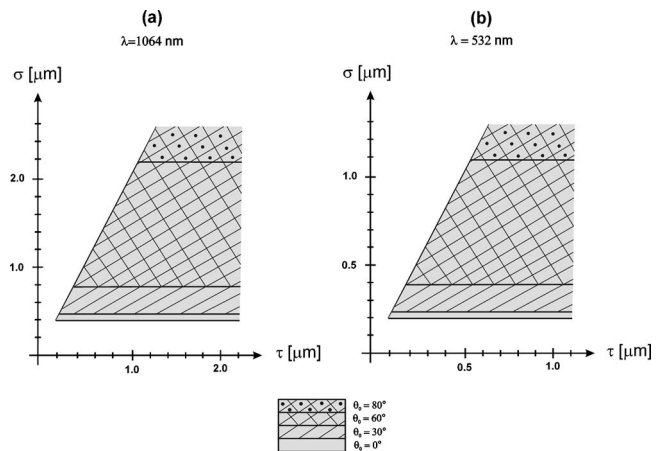 (a)
λ=1064 nm
σ [μm]
2.0
1.0
1.0
2.0
τ [μm]
(b)
λ = 532 nm
σ [μm]
1.0
0.5
0.5
1.0
τ [μm]
θ₀ = 80°
θ₀ = 60°
θ₀ = 30°
θ₀ = 0°